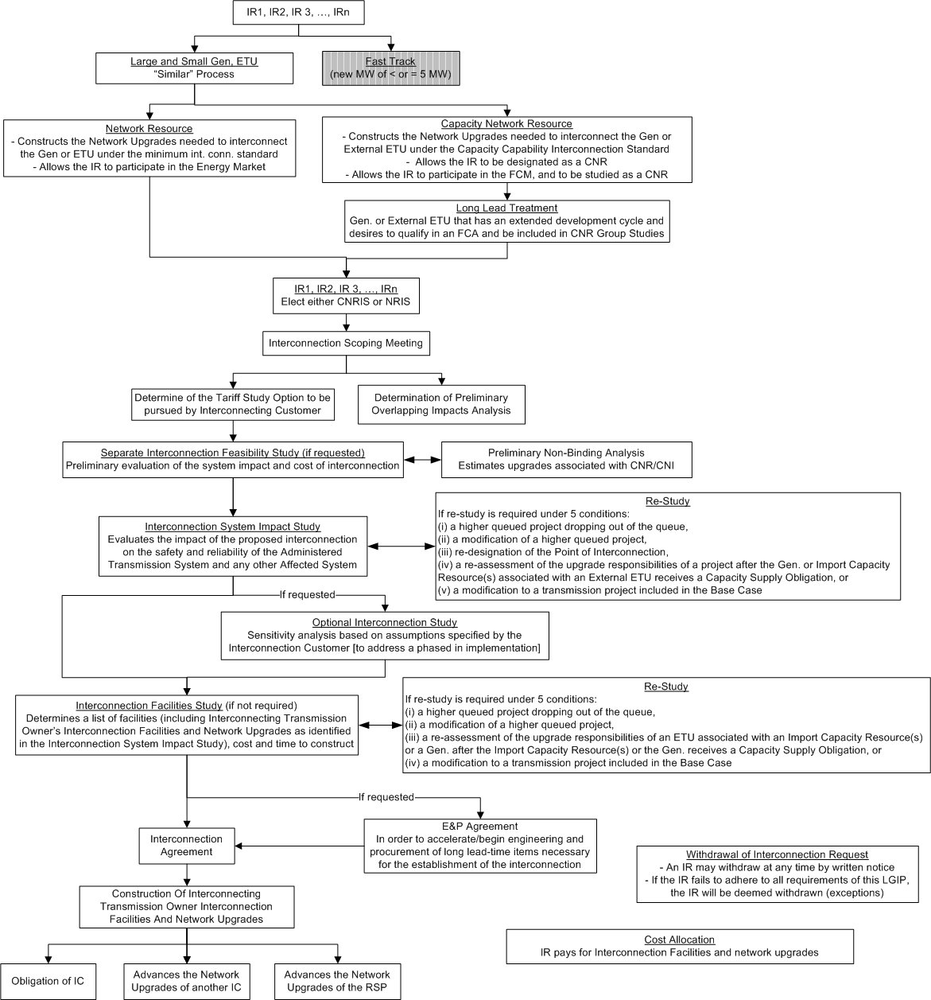 IR1, IR2, IR 3, …, IRn
Large and Small Gen, ETU
“Similar” Process
Fast Track
(new MW of < or = 5 MW)
Network Resource
- Constructs the Network Upgrades needed to interconnect
the Gen or ETU under the minimum int. conn. standard
- Allows the IR to participate in the Energy Market
Capacity Network Resource
- Constructs the Network Upgrades needed to interconnect the Gen or
External ETU under the Capacity Capability Interconnection Standard
- Allows the IR to be designated as a CNR
- Allows the IR to participate in the FCM, and to be studied as a CNR
Long Lead Treatment
Gen. or External ETU that has an extended development cycle and
desires to qualify in an FCA and be included in CNR Group Studies
IR1, IR2, IR 3, …, IRn
Elect either CNRIS or NRIS
Interconnection Scoping Meeting
Determine of the Tariff Study Option to be
pursued by Interconnecting Customer
Determination of Preliminary
Overlapping Impacts Analysis
Separate Interconnection Feasibility Study (if requested)
Preliminary evaluation of the system impact and cost of interconnection
Preliminary Non-Binding Analysis
Estimates upgrades associated with CNR/CNI
Interconnection System Impact Study
Evaluates the impact of the proposed interconnection
on the safety and reliability of the Administered
Transmission System and any other Affected System
Re-Study
If re-study is required under 5 conditions:
(i) a higher queued project dropping out of the queue,
(ii) a modification of a higher queued project,
(iii) re-designation of the Point of Interconnection,
(iv) a re-assessment of the upgrade responsibilities of a project after the Gen. or Import Capacity
Resource(s) associated with an External ETU receives a Capacity Supply Obligation, or
(v) a modification to a transmission project included in the Base Case
If requested
Optional Interconnection Study
Sensitivity analysis based on assumptions specified by the
Interconnection Customer [to address a phased in implementation]
Interconnection Facilities Study (if not required)
Determines a list of facilities (including Interconnecting Transmission
Owner’s Interconnection Facilities and Network Upgrades as identified
in the Interconnection System Impact Study), cost and time to construct
Re-Study
If re-study is required under 5 conditions:
(i) a higher queued project dropping out of the queue,
(ii) a modification of a higher queued project,
(iii) a re-assessment of the upgrade responsibilities of an ETU associated with an Import Capacity Resource(s)
or a Gen. after the Import Capacity Resource(s) or the Gen. receives a Capacity Supply Obligation, or
(iv) a modification to a transmission project included in the Base Case
If requested
Interconnection
Agreement
E&P Agreement
In order to accelerate/begin engineering and
procurement of long lead-time items necessary
for the establishment of the interconnection
Withdrawal of Interconnection Request
- An IR may withdraw at any time by written notice
- If the IR fails to adhere to all requirements of this LGIP,
the IR will be deemed withdrawn (exceptions)
Construction Of Interconnecting
Transmission Owner Interconnection
Facilities And Network Upgrades
Cost Allocation
IR pays for Interconnection Facilities and network upgrades
Obligation of IC
Advances the Network
Upgrades of another IC
Advances the Network
Upgrades of the RSP